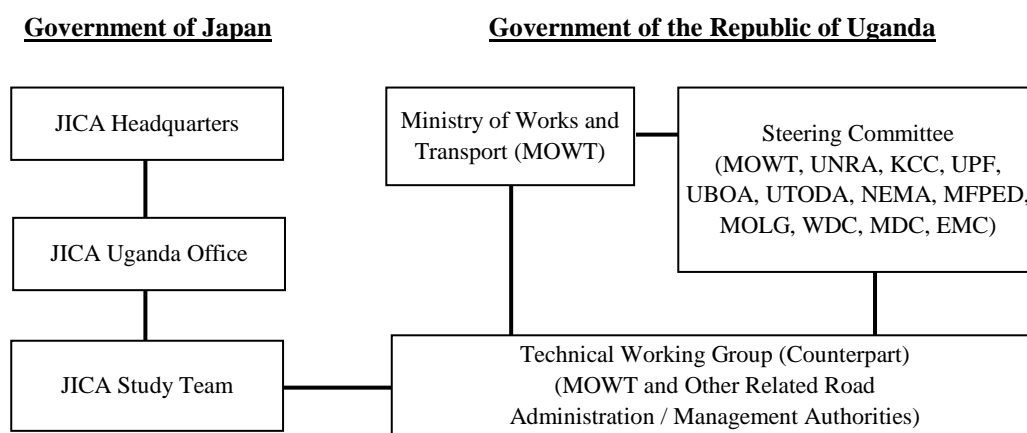 Government of Japan
Government of the Republic of Uganda
JICA Headquarters
JICA Uganda Office
JICA Study Team
Ministry of Works and
Transport (MOWT)
Steering Committee
(MOWT, UNRA, KCC, UPF,
UBOA, UTODA, NEMA, MFPED,
MOLG, WDC, MDC, EMC)
Technical Working Group (Counterpart)
(MOWT and Other Related Road
Administration / Management Authorities)